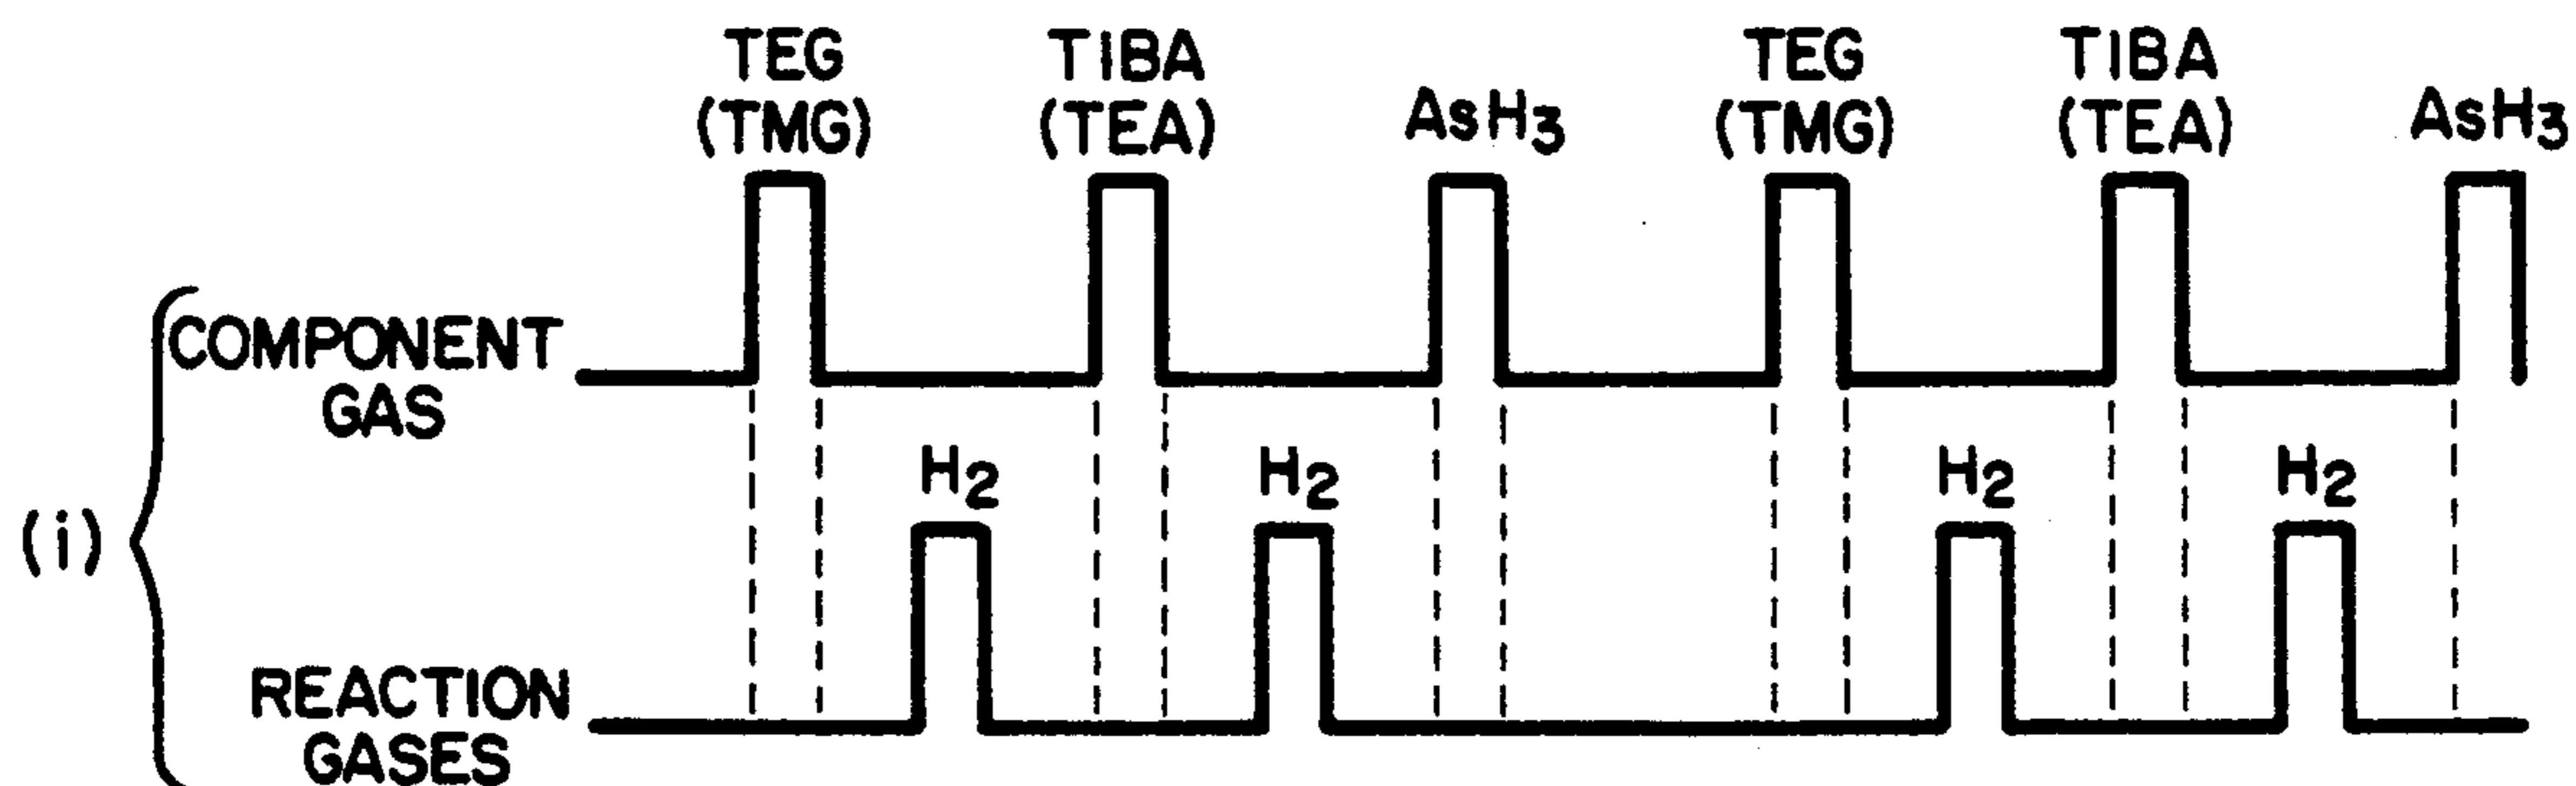 TEG
(TMG)
TIBA
(TEA)
AsH3
TEG
(TMG)
TIBA
(TEA)
AsH3
COMPONENT
GAS
(i)
H2
H2
H2
H2
REACTION
GASES